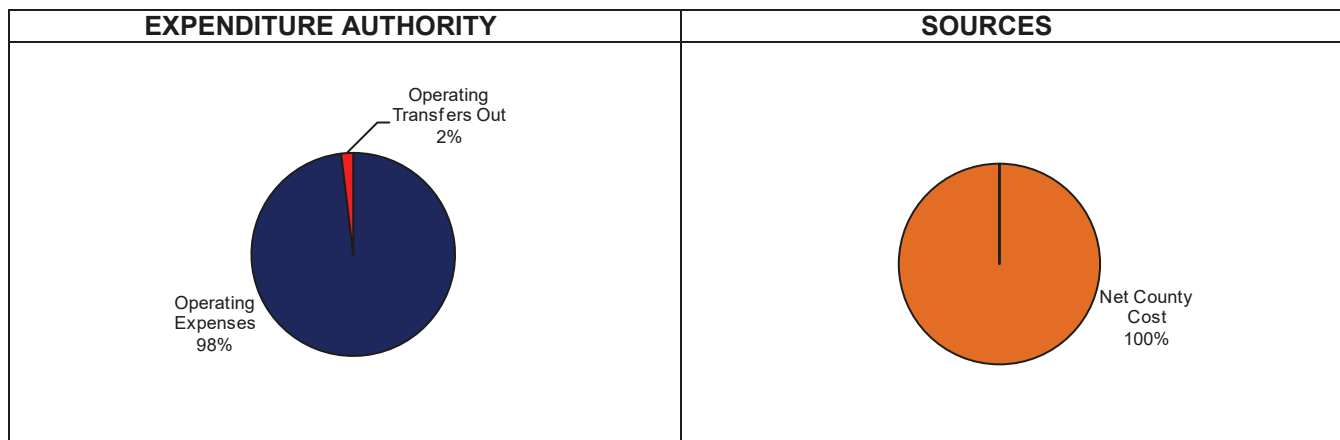 EXPENDITURE AUTHORITY
SOURCES
Operating
Transfers Out
2%
Operating
Expenses
98%
Net County
Cost
100%